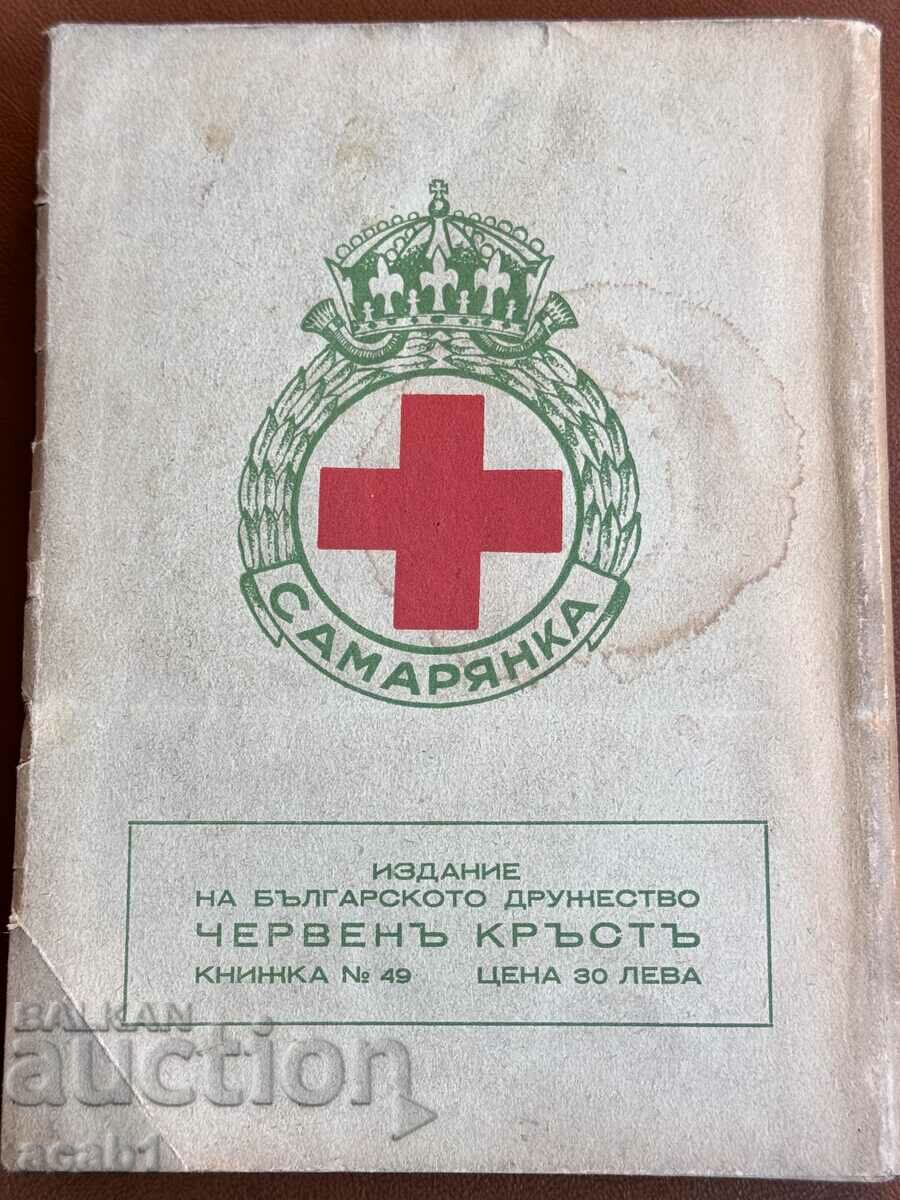 САМАРЯНКА
ИЗДАНИЕ
НА БЪЛГАРСКОТО ДРУЖЕСТВО
ЧЕРВЕНЪ КРЪСТЪ
КНИЖКА № 49 ЦЕНА 30 ЛЕВА
BALKAN
auction
acab1